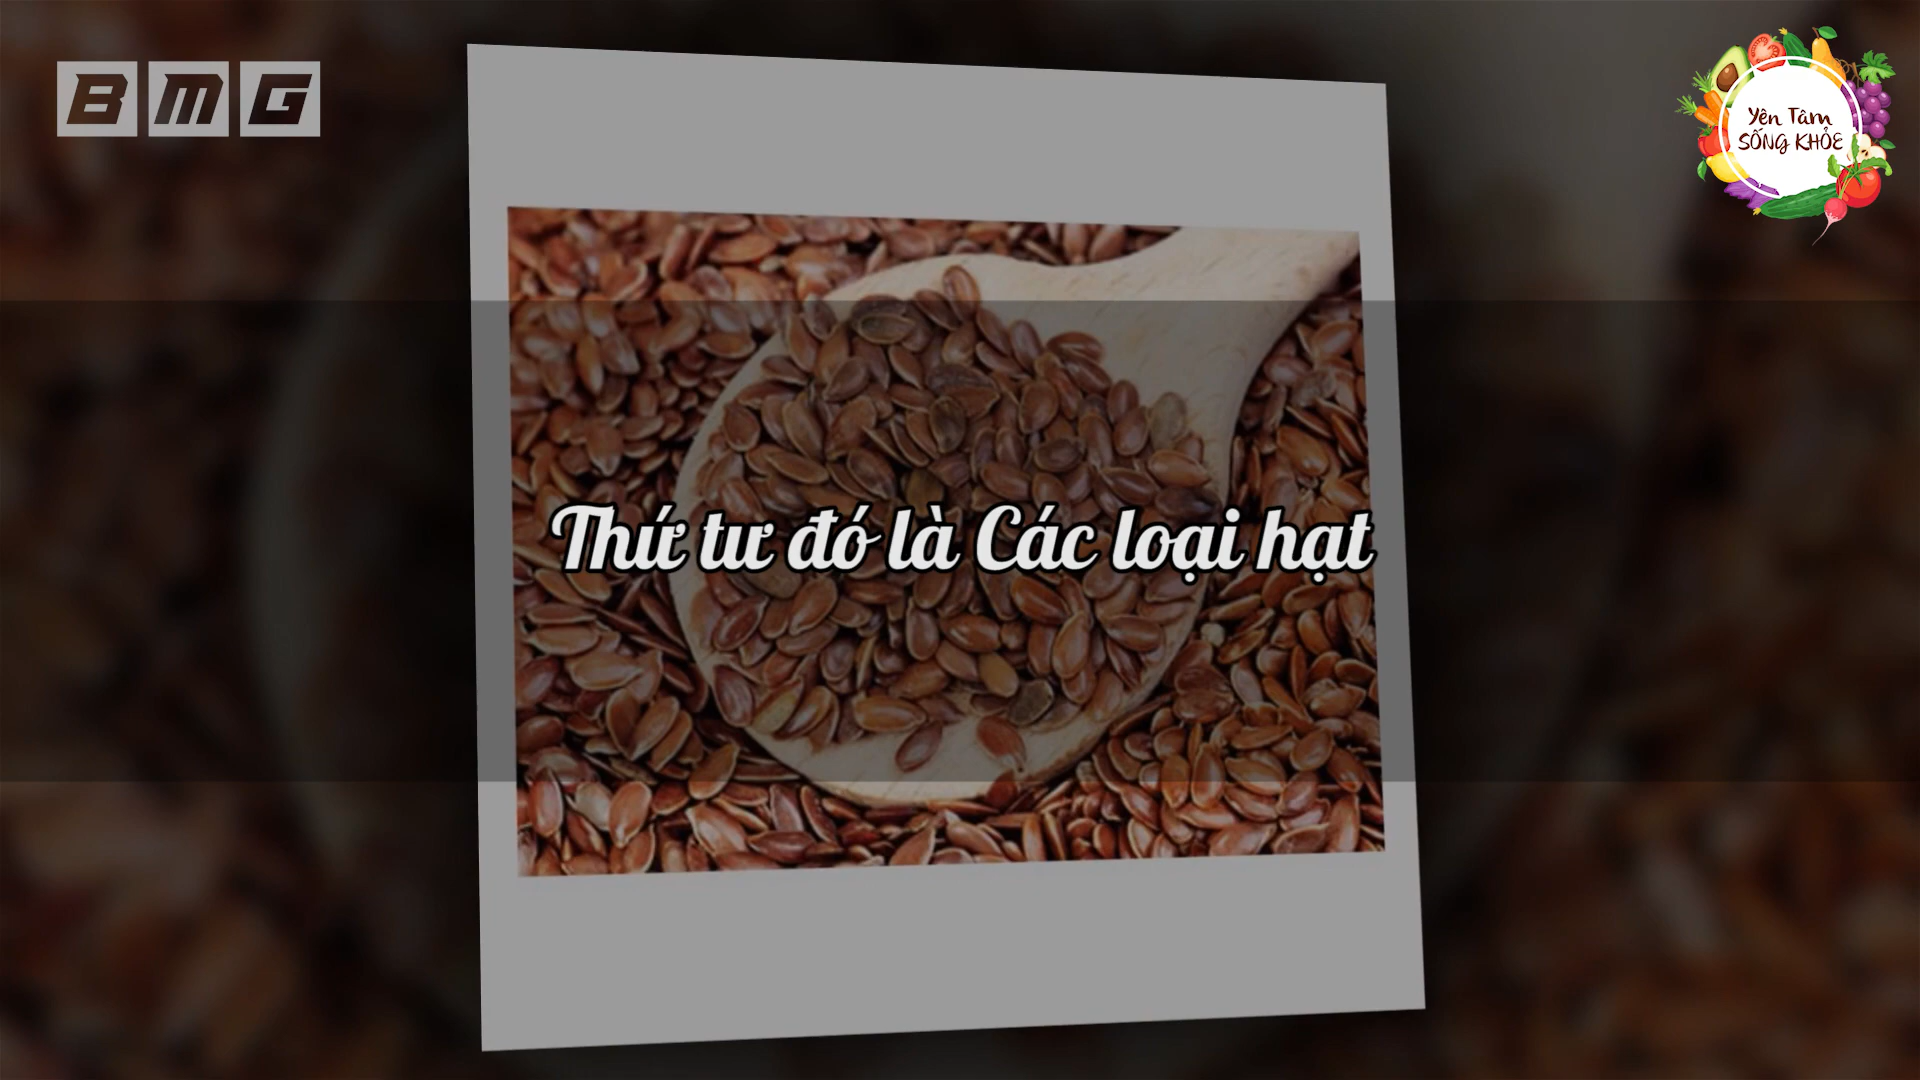 BMG
Yên Tâm
SỐNG KHỎE
Thứ tư đó là Các loại hạt